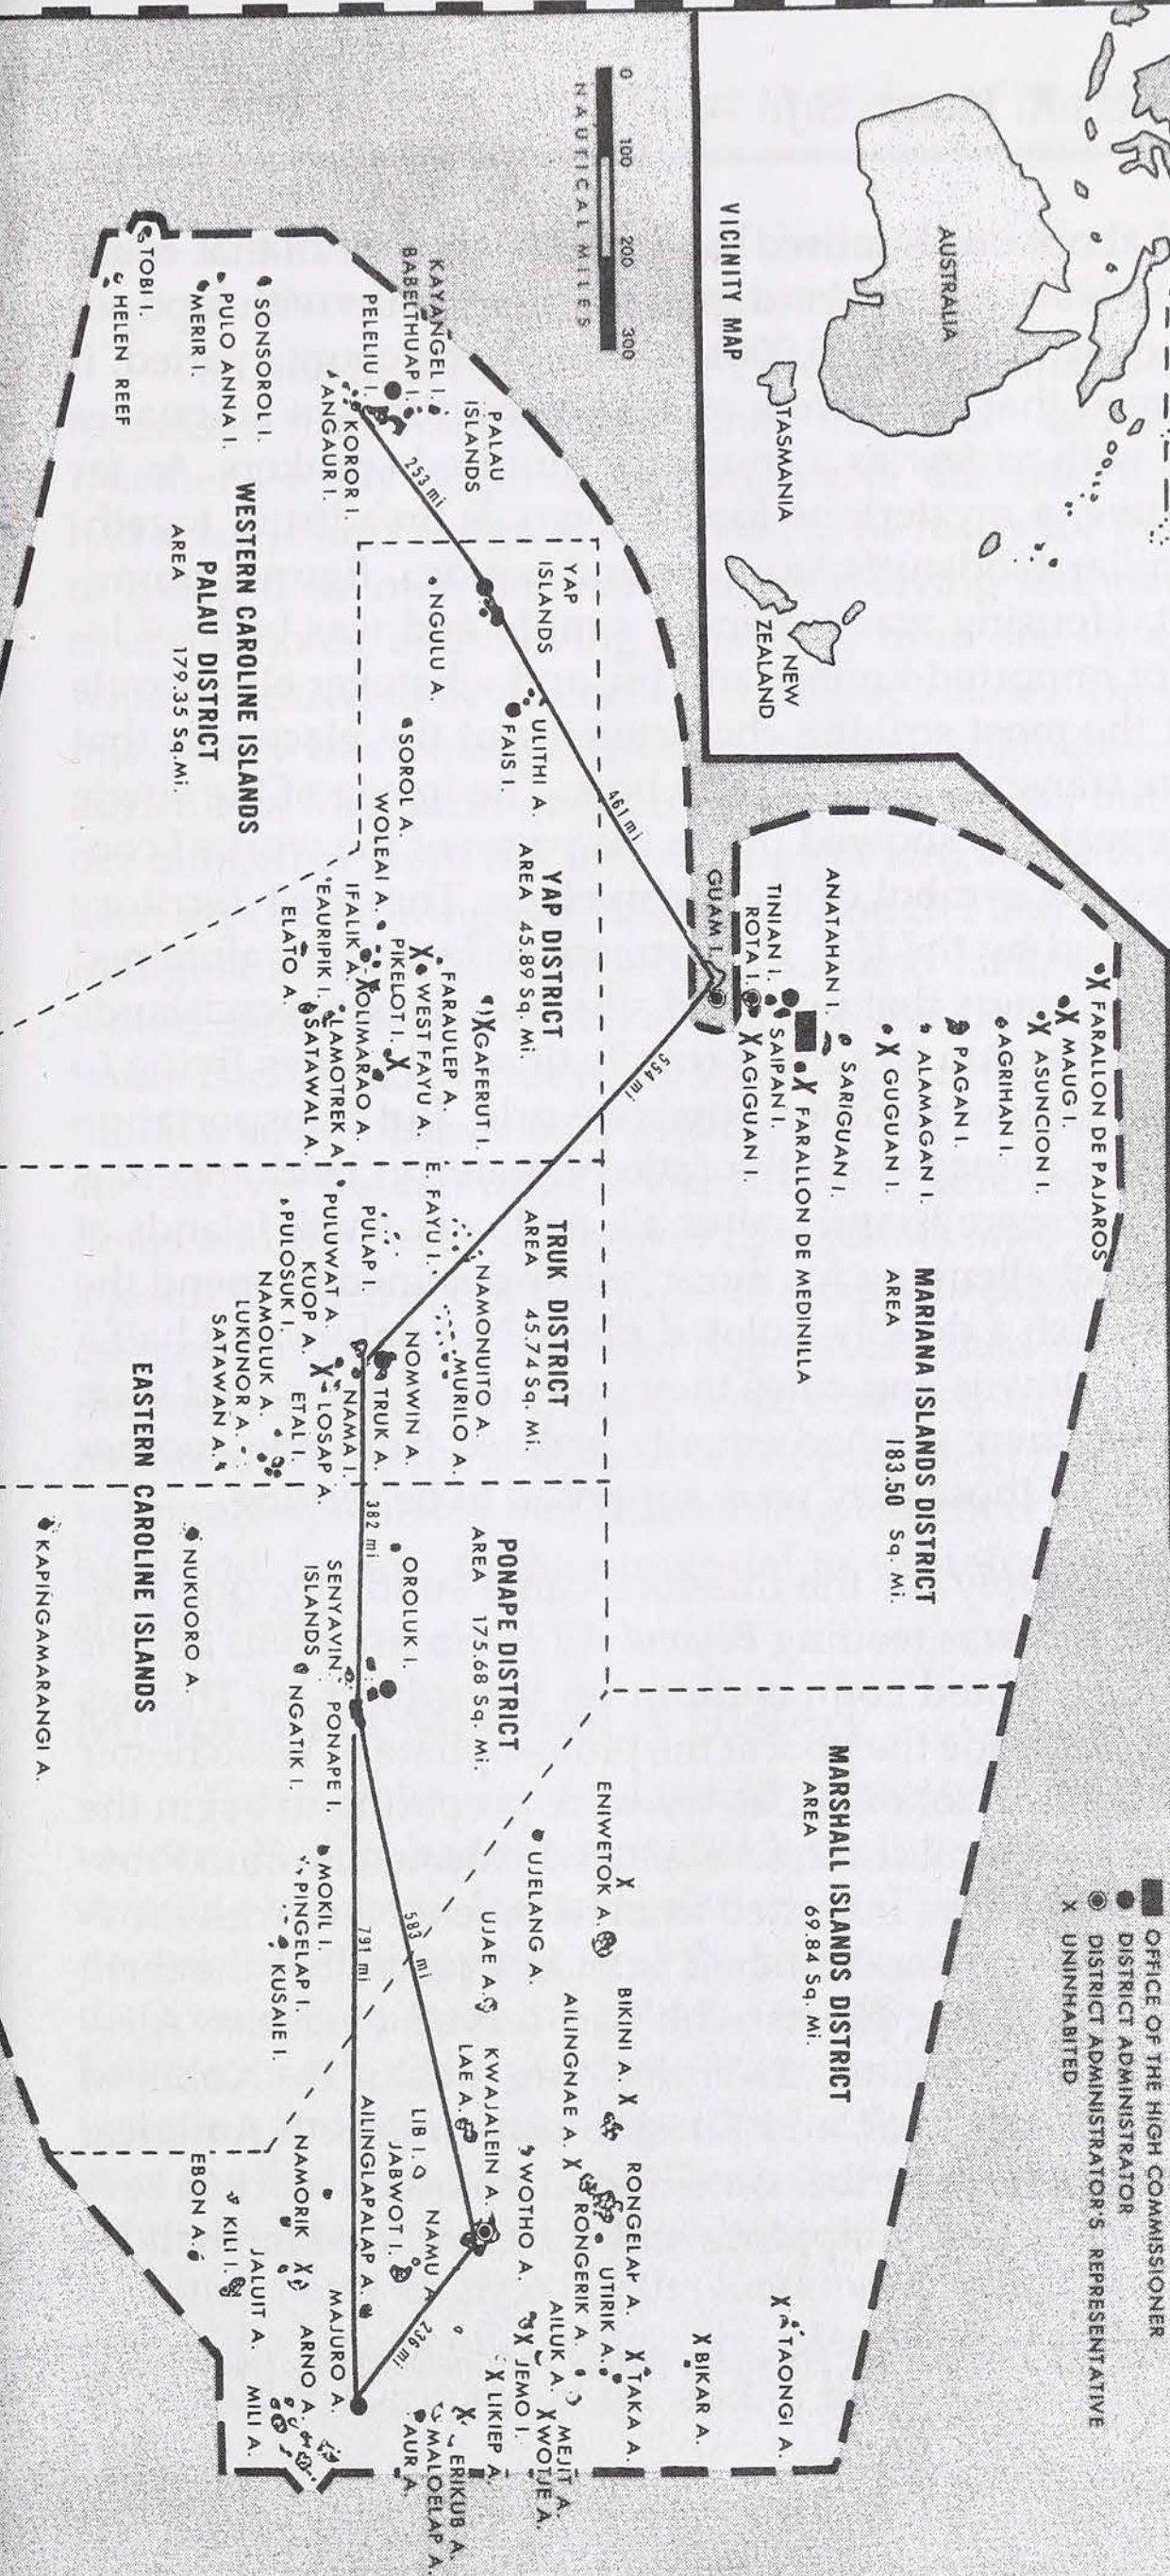 OFFICE OF THE HIGH COMMISSIONER
DISTRICT ADMINISTRATOR
DISTRICT ADMINISTRATOR'S REPRESENTATIVE
X UNINHABITED
AUSTRALIA
TASMANIA
NEW
ZEALAND
VICINITY MAP
0 100 200 300
NAUTICAL MILES
X FARALLON DE PAJAROS
X MAUG I.
X ASUNCION I.
AGRIHAN I.
PAGAN I.
ALAMAGAN I.
X GUGUAN I.
SARIGUAN I.
ANATAHAN I.
X FARALLON DE MEDINILLA
SAIPAN I.
TINIAN I.
X AGIGUAN I.
ROTA I.
GUAM I.
MARIANA ISLANDS DISTRICT
AREA 183.50 Sq. Mi.
MARSHALL ISLANDS DISTRICT
AREA 69.84 Sq. Mi.
X TAONGI A.
X BIKAR A.
BIKINI A. X
RONGELAP A.
X TAKA A.
X
ENIWETOK A.
AILINGNAE A. X
X RONGERIK A.
UTIRIK A.
AILUK A.
MEJIT A.
UJELANG A.
WOTHO A.
X JEMO I.
X WOTJE A.
UJAE A.
KWAJALEIN A.
X LIKIEP A.
LAE A.
X ERIKUB A.
MALOELAP A.
LIB I.
NAMU A
AUR A.
JABWOT I.
AILINGLAPALAP A.
MAJURO A.
NAMORIK X
ARNO A.
JALUIT A.
MILI A.
KILI I.
EBON A.
461 mi
554 mi
253 mi
382 mi
583 mi
791 mi
256 mi
YAP
ISLANDS
YAP DISTRICT
AREA 45.89 Sq. Mi.
ULITHI A.
FAIS I.
NGULU A.
SOROL A.
X GAFERUT I.
FARAULEP A.
X WEST FAYU A
PIKELOT I. X
WOLEAI A.
X OLIMARAO A.
IFALIK A.
LAMOTREK A
EAURIPIK I.
SATAWAL A.
ELATO A.
TRUK DISTRICT
AREA 45.74 Sq. Mi.
NAMONUITO A.
MURILO A.
E. FAYU I.
NOMWIN A.
PULAP I.
TRUK A.
PULUWAT A.
NAMA I.
KUOP A.
X LOSAP A.
PULOSUK I.
ETAL I.
NAMOLUK A.
LUKUNOR A.
SATAWAN A.
PONAPE DISTRICT
AREA 175.68 Sq. Mi.
OROLUK I.
SENYAVIN
ISLANDS
PONAPE I.
NGATIK I.
MOKIL I.
PINGELAP I.
KUSAIE I.
NUKUORO A.
KAPINGAMARANGI A.
EASTERN CAROLINE ISLANDS
PALAU
ISLANDS
KAYANGEL I.
BABELTHUAP I.
PELELIU I.
KOROR I.
ANGAUR I.
SONSOROL I.
PULO ANNA I.
MERIR I.
TOBI I.
HELEN REEF
WESTERN CAROLINE ISLANDS
PALAU DISTRICT
AREA 179.35 Sq.Mi.